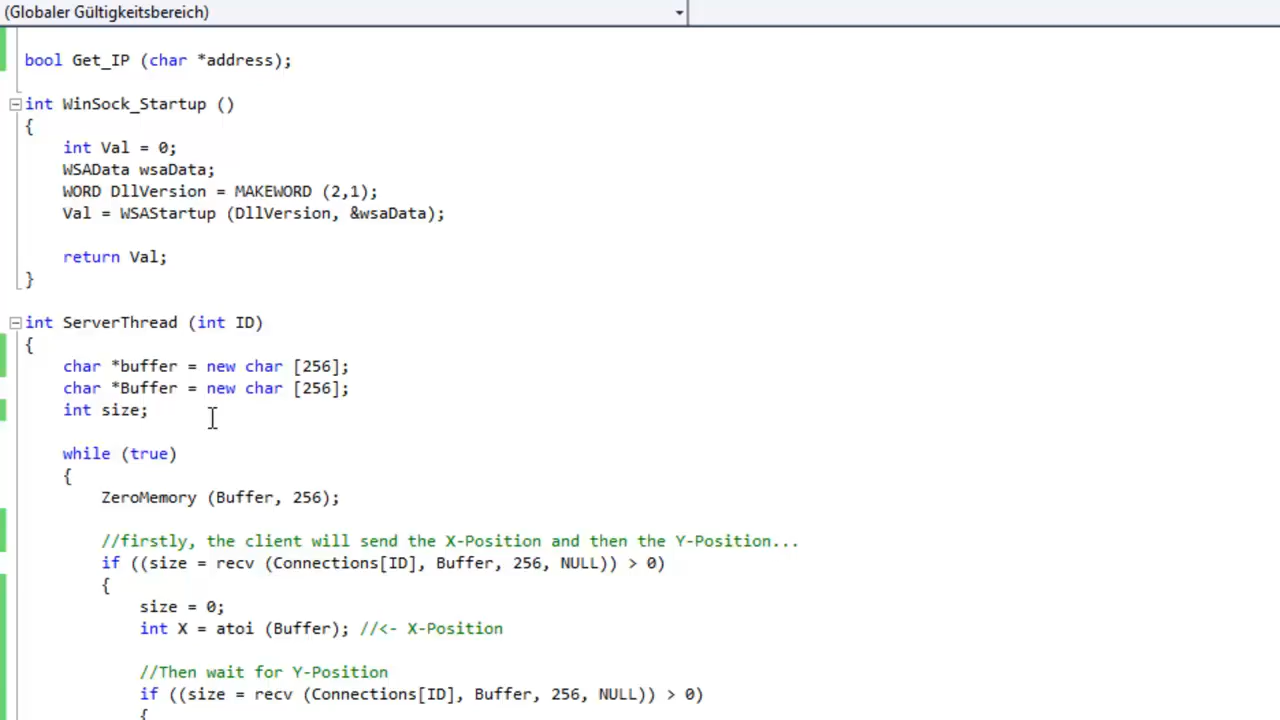 (Globaler Gültigkeitsbereich)
bool Get_IP (char *address);
int WinSock_Startup ()
{
int Val = 0;
WSAData wsaData;
WORD DllVersion = MAKEWORD (2,1);
Val = WSAStartup (DllVersion, &wsaData);
return Val;
}
int ServerThread (int ID)
{
char *buffer = new char [256];
char *Buffer = new char [256];
int size;
while (true)
{
ZeroMemory (Buffer, 256);
//firstly, the client will send the X-Position and then the Y-Position...
if ((size = recv (Connections[ID], Buffer, 256, NULL)) > 0)
{
size = 0;
int X = atoi (Buffer); //<- X-Position
//Then wait for Y-Position
if ((size = recv (Connections[ID], Buffer, 256, NULL)) > 0)
{